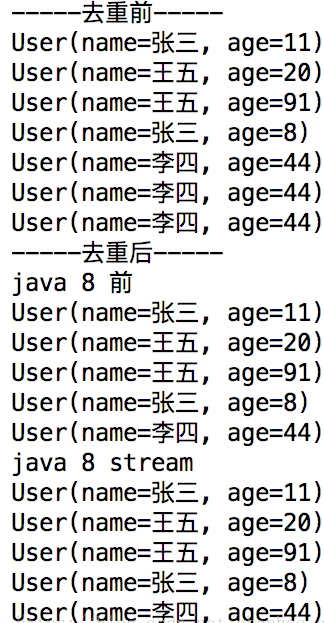 -----去重前-----
User(name=张三, age=11)
User(name=王五, age=20)
User(name=王五, age=91)
User(name=张三, age=8)
User(name=李四, age=44)
User(name=李四, age=44)
User(name=李四, age=44)
-----去重后-----
java 8 前
User(name=张三, age=11)
User(name=王五, age=20)
User(name=王五, age=91)
User(name=张三, age=8)
User(name=李四, age=44)
java 8 stream
User(name=张三, age=11)
User(name=王五, age=20)
User(name=王五, age=91)
User(name=张三, age=8)
User(name=李四, age=44)